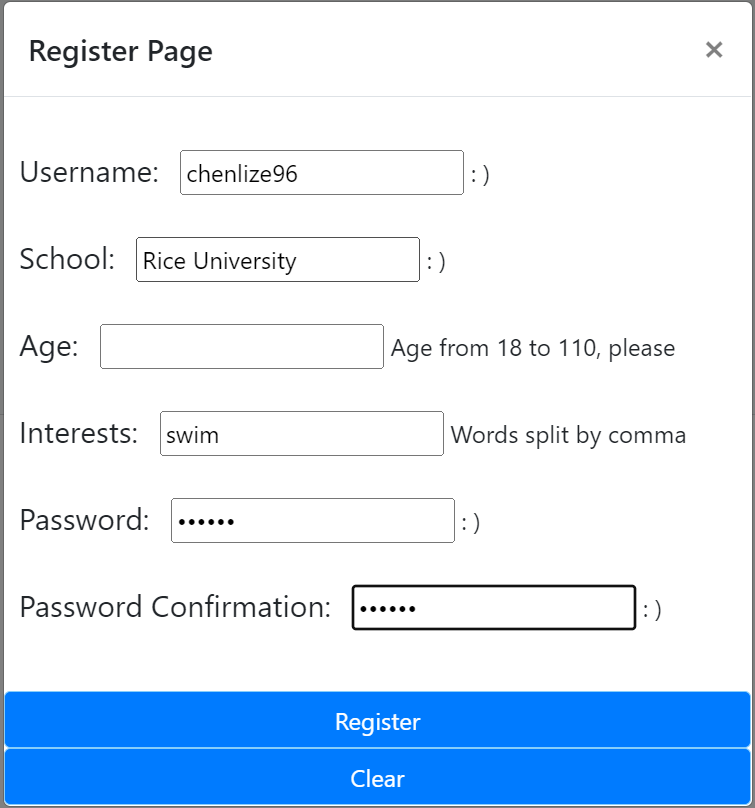 Register Page ×
Username: chenlize96 : )
School: Rice University : )
Age: Age from 18 to 110, please
Interests: swim Words split by comma
Password: •••••• : )
Password Confirmation: •••••• : )
Register
Clear